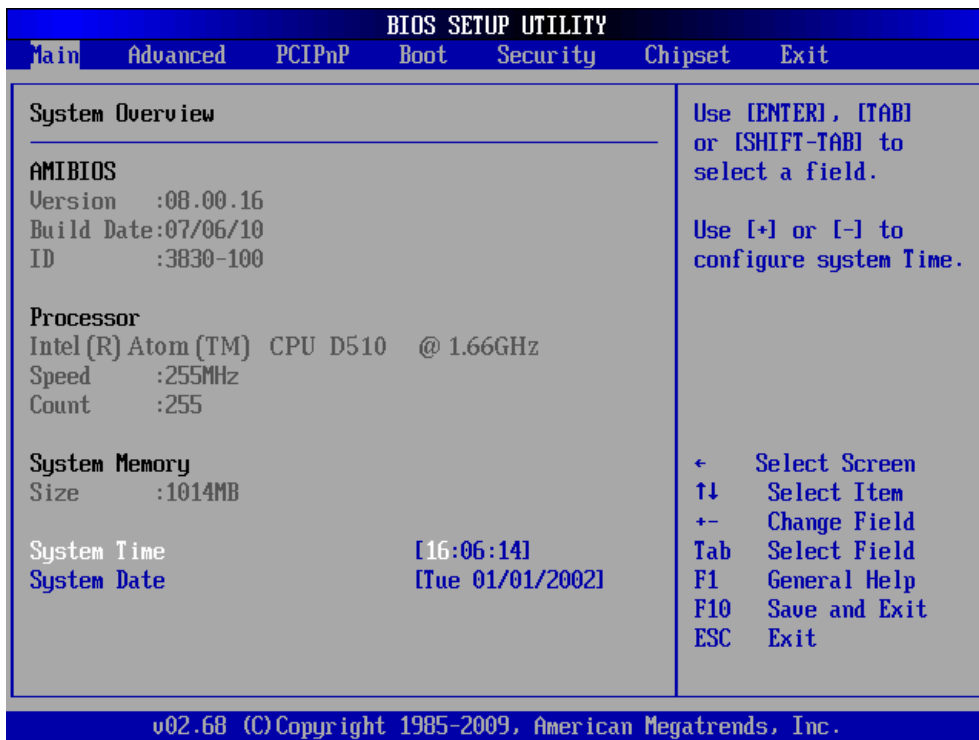 BIOS SETUP UTILITY
Main Advanced PCIPnP Boot Security Chipset Exit
System Overview
AMIBIOS
Version :08.00.16
Build Date:07/06/10
ID :3830-100
Processor
Intel(R) Atom(TM) CPU D510 @ 1.66GHz
Speed :255MHz
Count :255
System Memory
Size :1014MB
System Time [16:06:14]
System Date [Tue 01/01/2002]
Use [ENTER], [TAB]
or [SHIFT-TAB] to
select a field.
Use [+] or [-] to
configure system Time.
← Select Screen
↑↓ Select Item
+- Change Field
Tab Select Field
F1 General Help
F10 Save and Exit
ESC Exit
v02.68 (C)Copyright 1985-2009, American Megatrends, Inc.